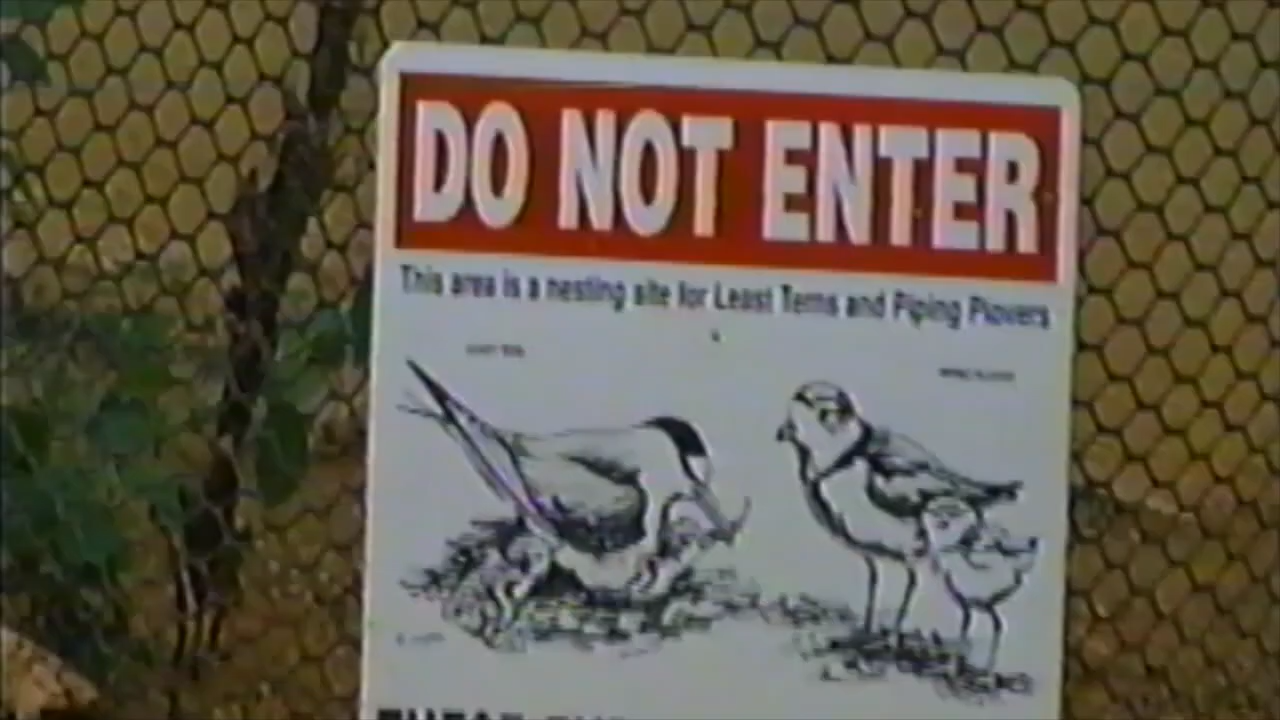 DO NOT ENTER
This area is a nesting site for Least Terns and Piping Plovers